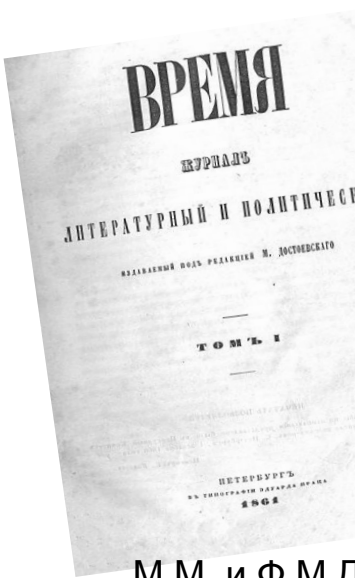 ВРЕМЯ
ЖУРНАЛЪ
ЛИТЕРАТУРНЫЙ И ПОЛИТИЧЕС
ИЗДАВАЕМЫЙ ПОДЪ РЕДАКЦІЕЙ М. ДОСТОЕВСКАГО
ТОМЪ I
ПЕТЕРБУРГЪ
ВЪ ТИПОГРАФІИ ЭДУАРДА ПРАЦА
1861
М.М. и Ф.М.Д